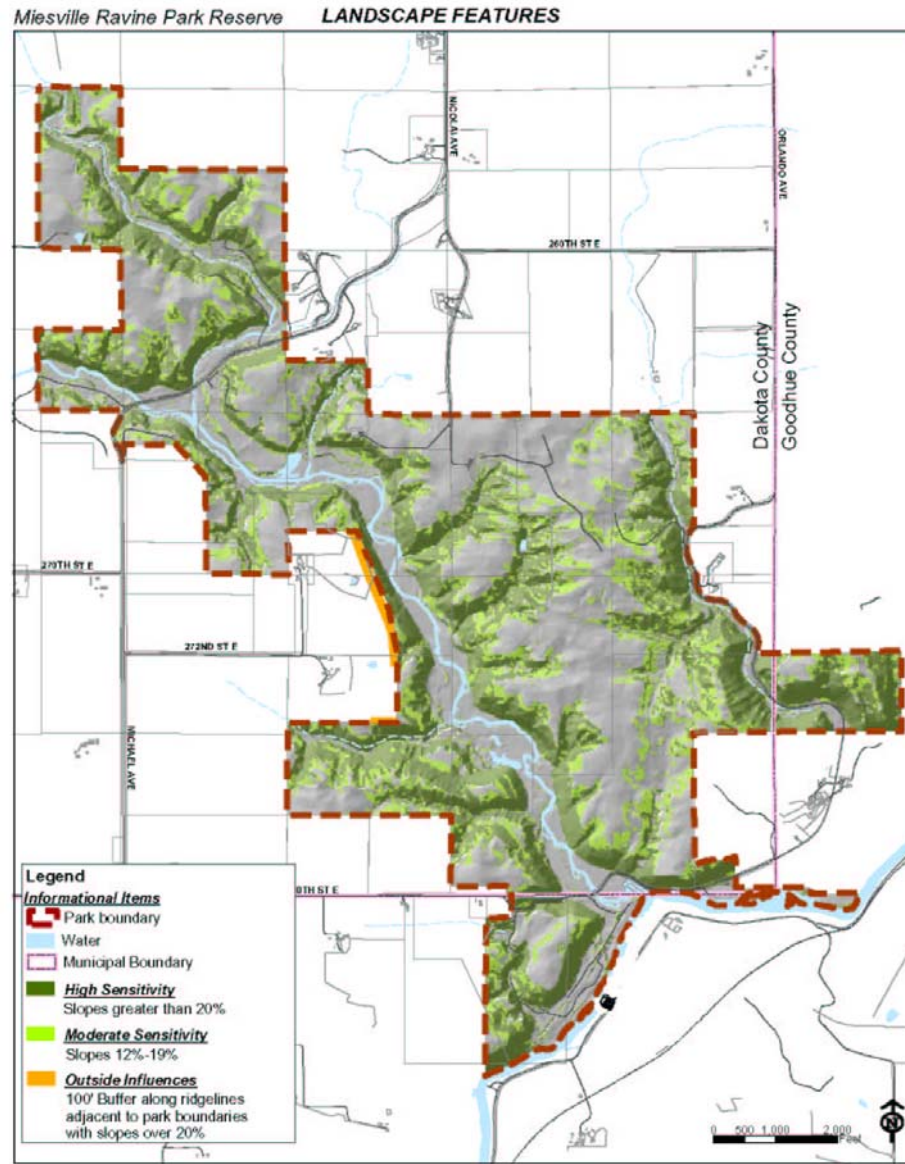 Miesville Ravine Park Reserve LANDSCAPE FEATURES
NICOLAI AVE
ORLANDO AVE
260TH ST E
Dakota County
Goodhue County
270TH ST E
272ND ST E
MICHAEL AVE
0TH ST E
Legend
Informational Items
Park boundary
Water
Municipal Boundary
High Sensitivity
Slopes greater than 20%
Moderate Sensitivity
Slopes 12%-19%
Outside Influences
100' Buffer along ridgelines
adjacent to park boundaries
with slopes over 20%
0 500 1,000 2,000
Feet
N